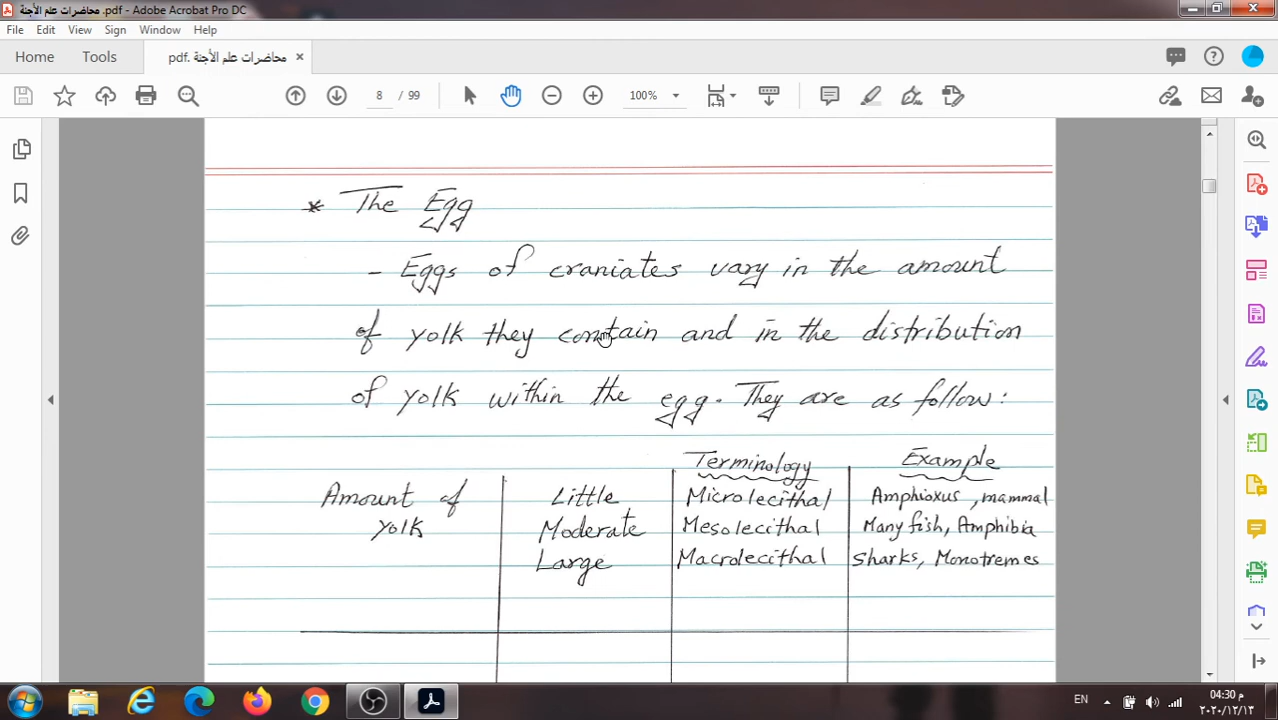 محاضرات علم الأجنة.pdf - Adobe Acrobat Pro DC
File Edit View Sign Window Help
Home Tools محاضرات علم الأجنة.pdf ×
8 / 99 100%
* The Egg
- Eggs of craniates vary in the amount
of yolk they contain and in the distribution
of yolk within the egg. They are as follow:
Terminology Example
Amount of Little Microlecithal Amphioxus, mammal
yolk Moderate Mesolecithal Many fish, Amphibia
Large Macrolecithal Sharks, Monotremes
EN 04:30 م
٢٠٢٠/١٢/١٣